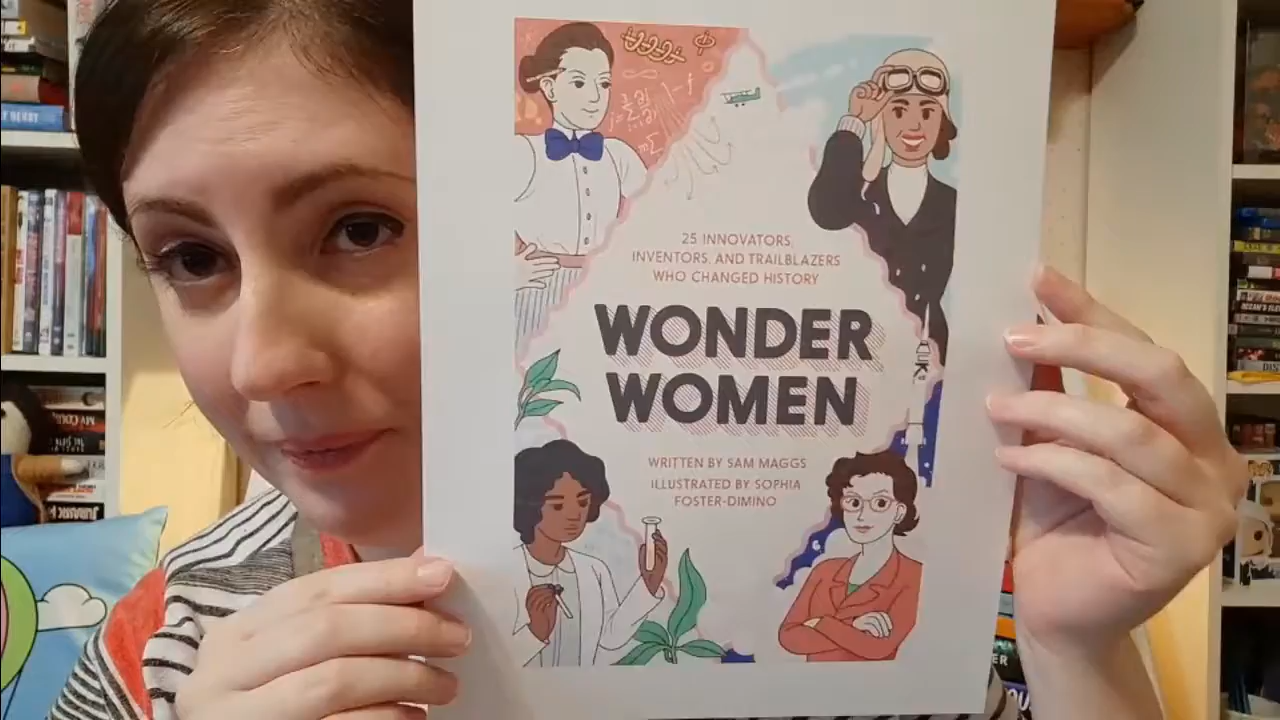 25 INNOVATORS,
INVENTORS, AND TRAILBLAZERS
WHO CHANGED HISTORY
WONDER
WOMEN
WRITTEN BY SAM MAGGS
ILLUSTRATED BY SOPHIA
FOSTER-DIMINO